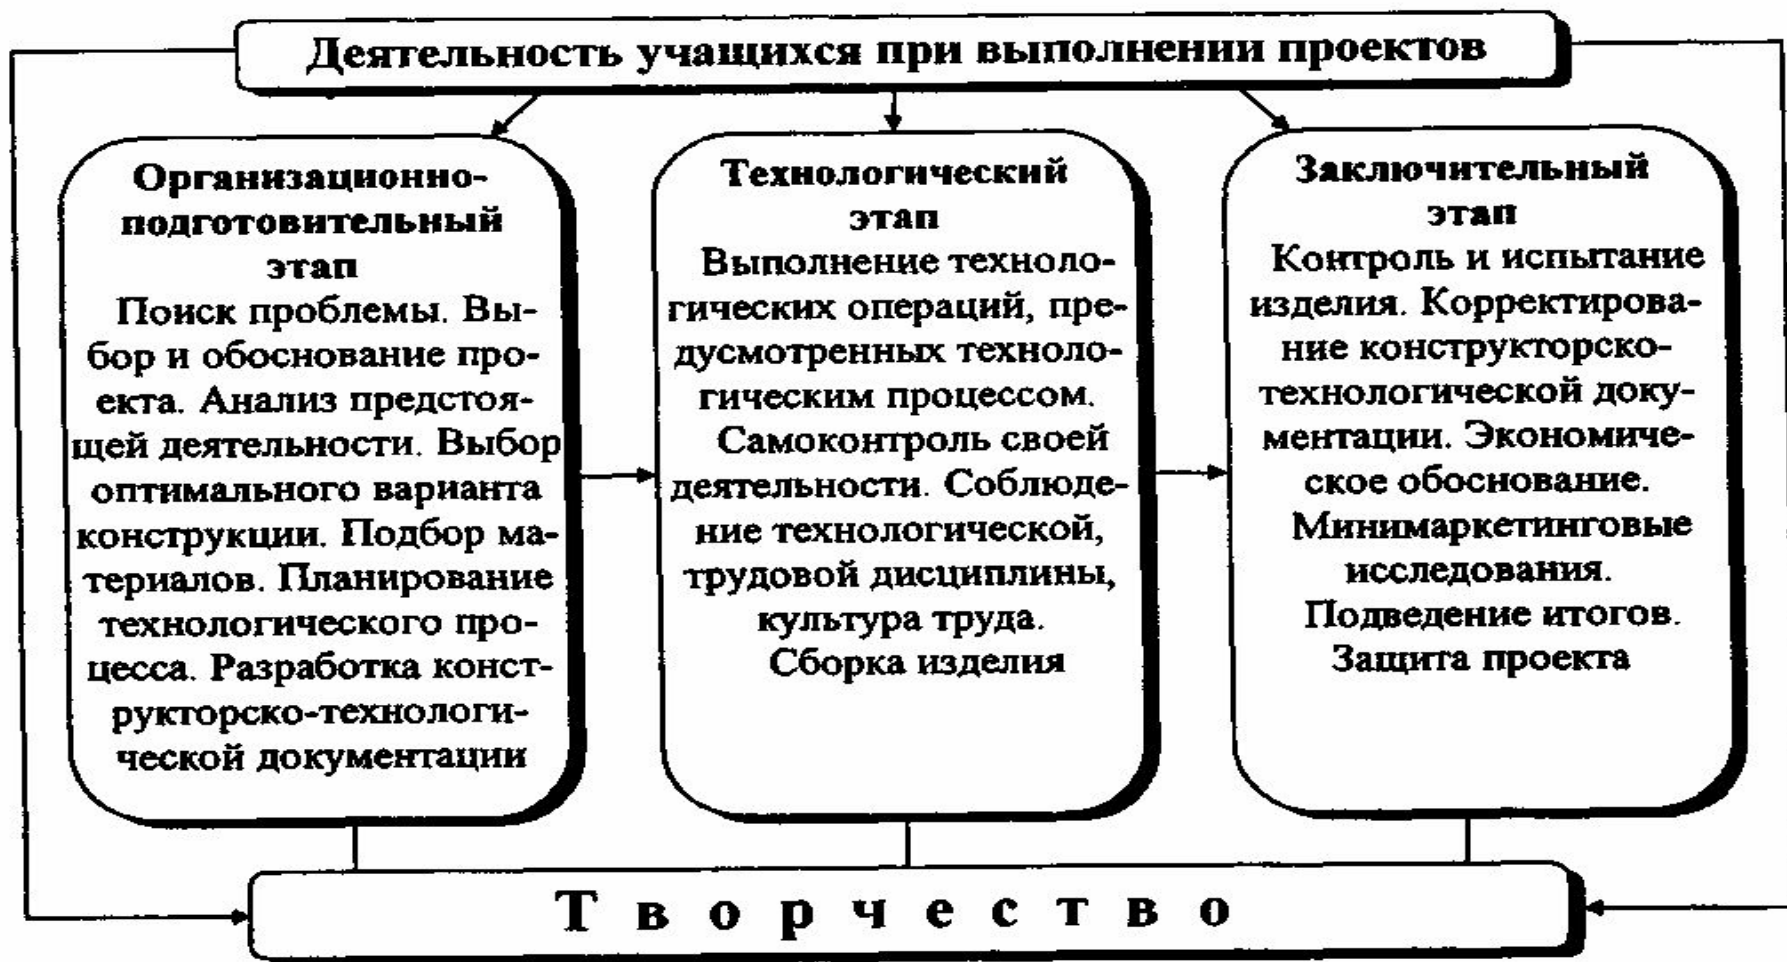 Деятельность учащихся при выполнении проектов
Организационно-
подготовительный
этап
Поиск проблемы. Вы-
бор и обоснование про-
екта. Анализ предстоя-
щей деятельности. Выбор
оптимального варианта
конструкции. Подбор ма-
териалов. Планирование
технологического про-
цесса. Разработка конст-
рукторско-технологи-
ческой документации
Технологический
этап
Выполнение техноло-
гических операций, пре-
дусмотренных техноло-
гическим процессом.
Самоконтроль своей
деятельности. Соблюде-
ние технологической,
трудовой дисциплины,
культура труда.
Сборка изделия
Заключительный
этап
Контроль и испытание
изделия. Корректирова-
ние конструкторско-
технологической доку-
ментации. Экономиче-
ское обоснование.
Минимаркетинговые
исследования.
Подведение итогов.
Защита проекта
Творчество